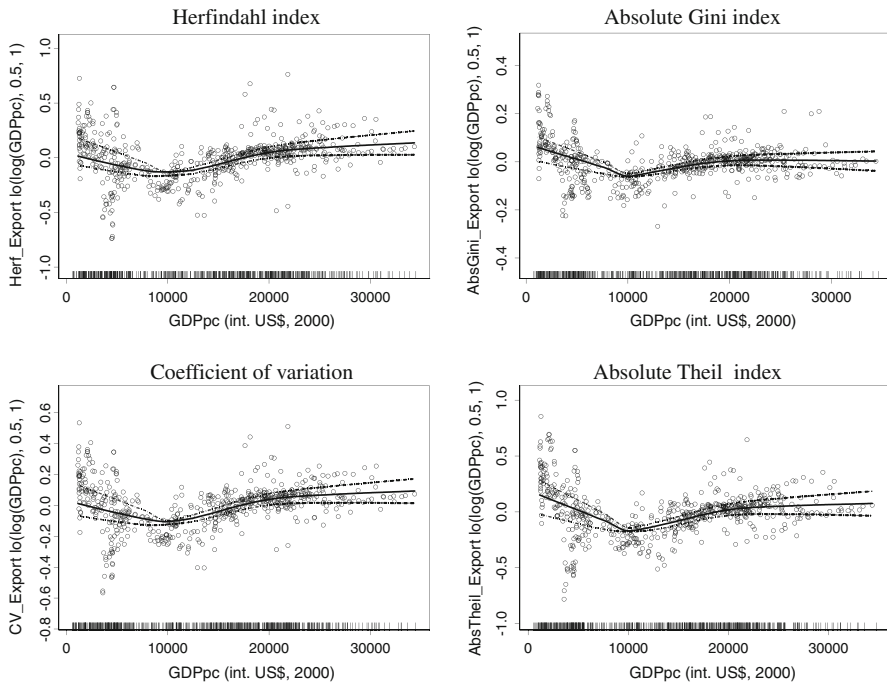 Herfindahl index
Herf_Export lo(log(GDPpc), 0.5, 1)
1.0
0.5
0.0
-0.5
-1.0
0 10000 20000 30000
GDPpc (int. US$, 2000)
Absolute Gini index
AbsGini_Export lo(log(GDPpc), 0.5, 1)
0.4
0.2
0.0
-0.2
-0.4
0 10000 20000 30000
GDPpc (int. US$, 2000)
Coefficient of variation
CV_Export lo(log(GDPpc), 0.5, 1)
0.6
0.4
0.2
0.0
-0.2
-0.4
-0.6
-0.8
0 10000 20000 30000
GDPpc (int. US$, 2000)
Absolute Theil index
AbsTheil_Export lo(log(GDPpc), 0.5, 1)
1.0
0.5
0.0
-0.5
-1.0
0 10000 20000 30000
GDPpc (int. US$, 2000)